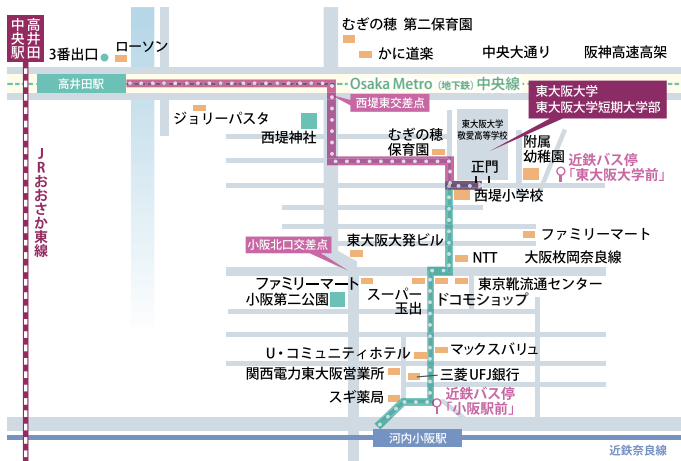 高井田
中央駅
3番出口
ローソン
むぎの穂 第二保育園
かに道楽
中央大通り
阪神高速高架
高井田駅
Osaka Metro（地下鉄）中央線
西堤東交差点
東大阪大学
東大阪大学短期大学部
ジョリーパスタ
西堤神社
むぎの穂
保育園
東大阪大学
敬愛高等学校
正門
附属
幼稚園
近鉄バス停
「東大阪大学前」
西堤小学校
JRおおさか東線
小阪北口交差点
東大阪大発ビル
ファミリーマート
NTT
大阪枚岡奈良線
ファミリーマート
小阪第二公園
スーパー
玉出
ドコモショップ
東京靴流通センター
U・コミュニティホテル
マックスバリュ
関西電力東大阪営業所
三菱UFJ銀行
スギ薬局
近鉄バス停
「小阪駅前」
河内小阪駅
近鉄奈良線